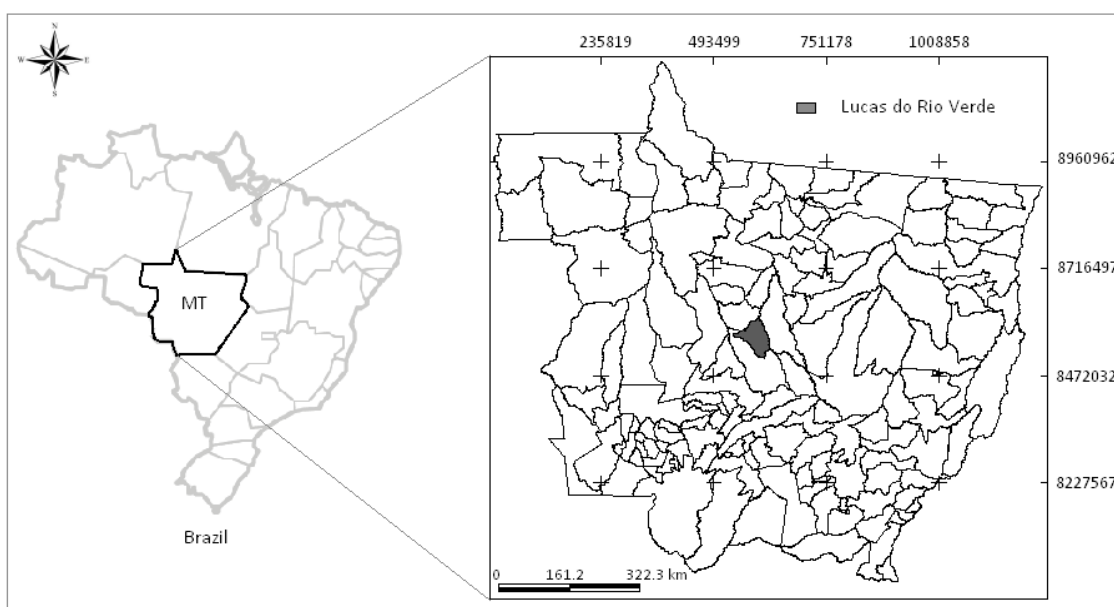 N
W E
S
MT
Brazil
235819 493499 751178 1008858
Lucas do Rio Verde
8960962
8716497
8472032
8227567
0 161.2 322.3 km